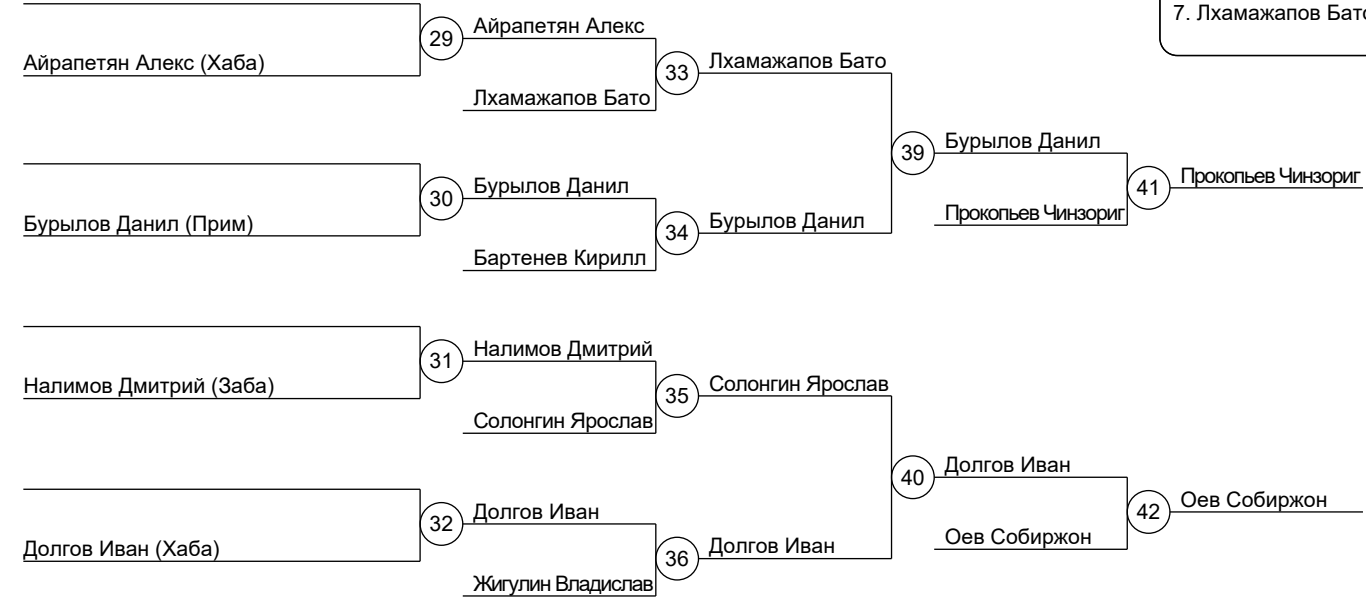 7. Лхамажапов Бато
Айрапетян Алекс
29
Лхамажапов Бато
Айрапетян Алекс (Хаба)
33
Лхамажапов Бато
Бурылов Данил
39
Прокопьев Чинзориг
Бурылов Данил
41
30
Прокопьев Чинзориг
Бурылов Данил (Прим)
Бурылов Данил
34
Бартенев Кирилл
Налимов Дмитрий
31
Солонгин Ярослав
Налимов Дмитрий (Заба)
35
Солонгин Ярослав
Долгов Иван
40
Оев Собиржон
Долгов Иван
42
32
Оев Собиржон
Долгов Иван (Хаба)
Долгов Иван
36
Жигулин Владислав